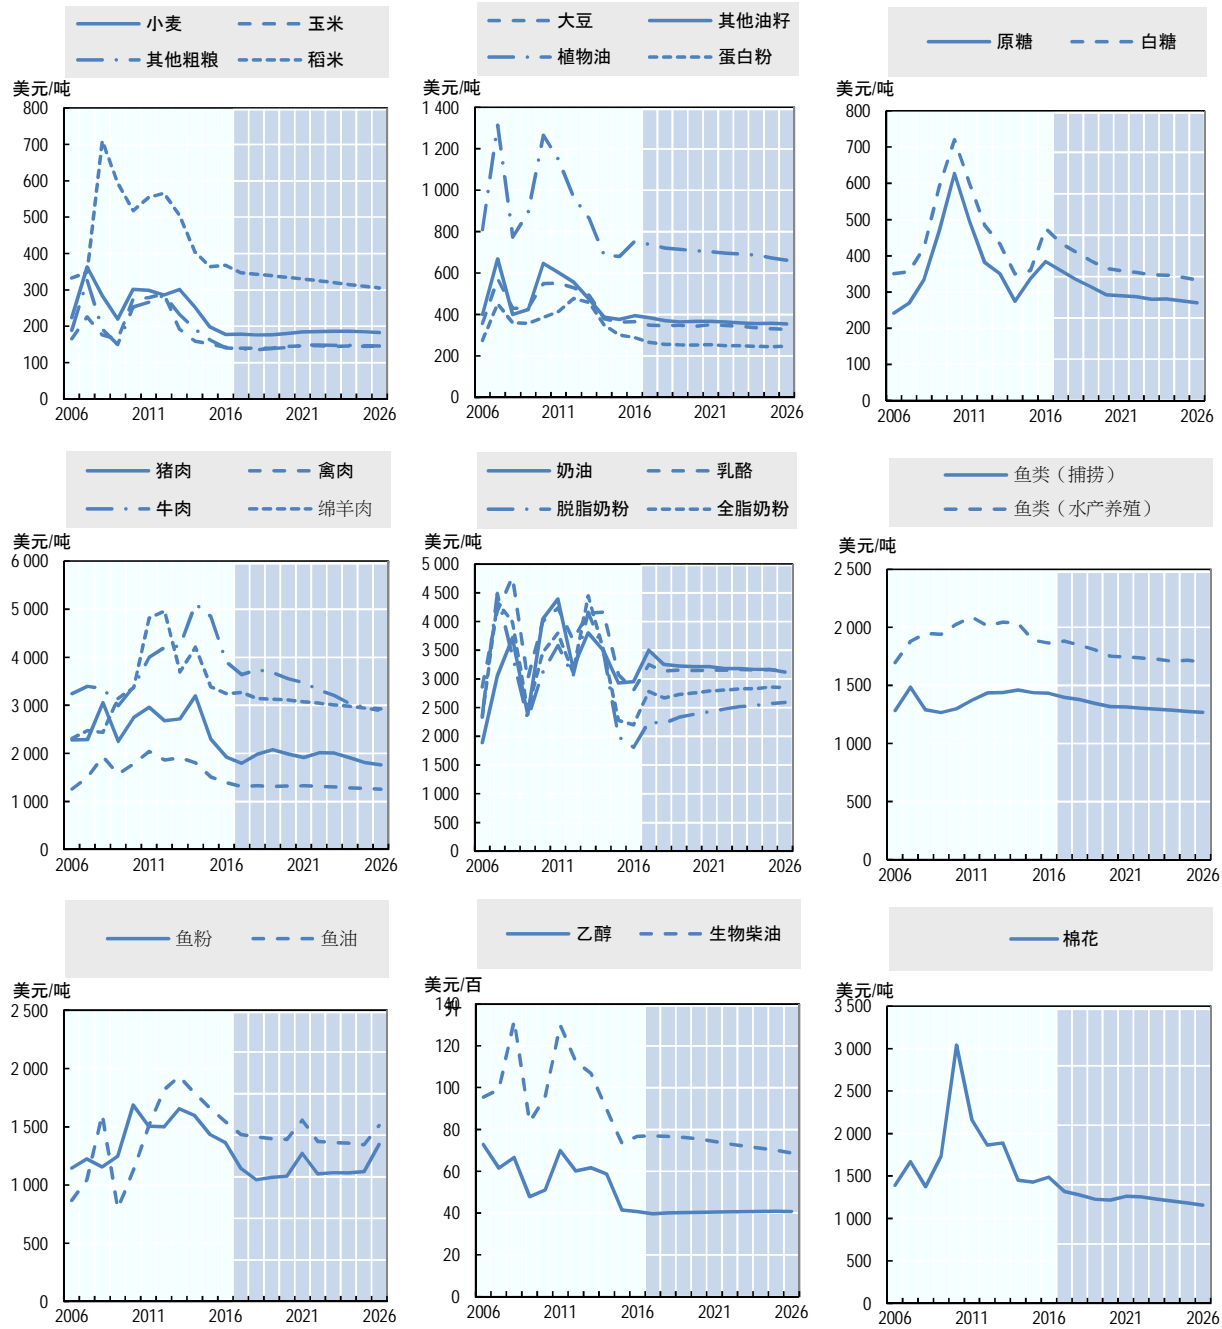 小麦 玉米
其他粗粮 稻米
美元/吨
800
700
600
500
400
300
200
100
0
2006 2011 2016 2021 2026
大豆 其他油籽
植物油 蛋白粉
美元/吨
1 400
1 200
1 000
800
600
400
200
0
2006 2011 2016 2021 2026
原糖 白糖
美元/吨
800
700
600
500
400
300
200
100
0
2006 2011 2016 2021 2026
猪肉 禽肉
牛肉 绵羊肉
美元/吨
6 000
5 000
4 000
3 000
2 000
1 000
0
2006 2011 2016 2021 2026
奶油 乳酪
脱脂奶粉 全脂奶粉
美元/吨
5 000
4 500
4 000
3 500
3 000
2 500
2 000
1 500
1 000
500
0
2006 2011 2016 2021 2026
鱼类（捕捞）
鱼类（水产养殖）
美元/吨
2 500
2 000
1 500
1 000
500
0
2006 2011 2016 2021 2026
鱼粉 鱼油
美元/吨
2 500
2 000
1 500
1 000
500
0
2006 2011 2016 2021 2026
乙醇 生物柴油
美元/百
升
140
120
100
80
60
40
20
0
2006 2011 2016 2021 2026
棉花
美元/吨
3 500
3 000
2 500
2 000
1 500
1 000
500
0
2006 2011 2016 2021 2026